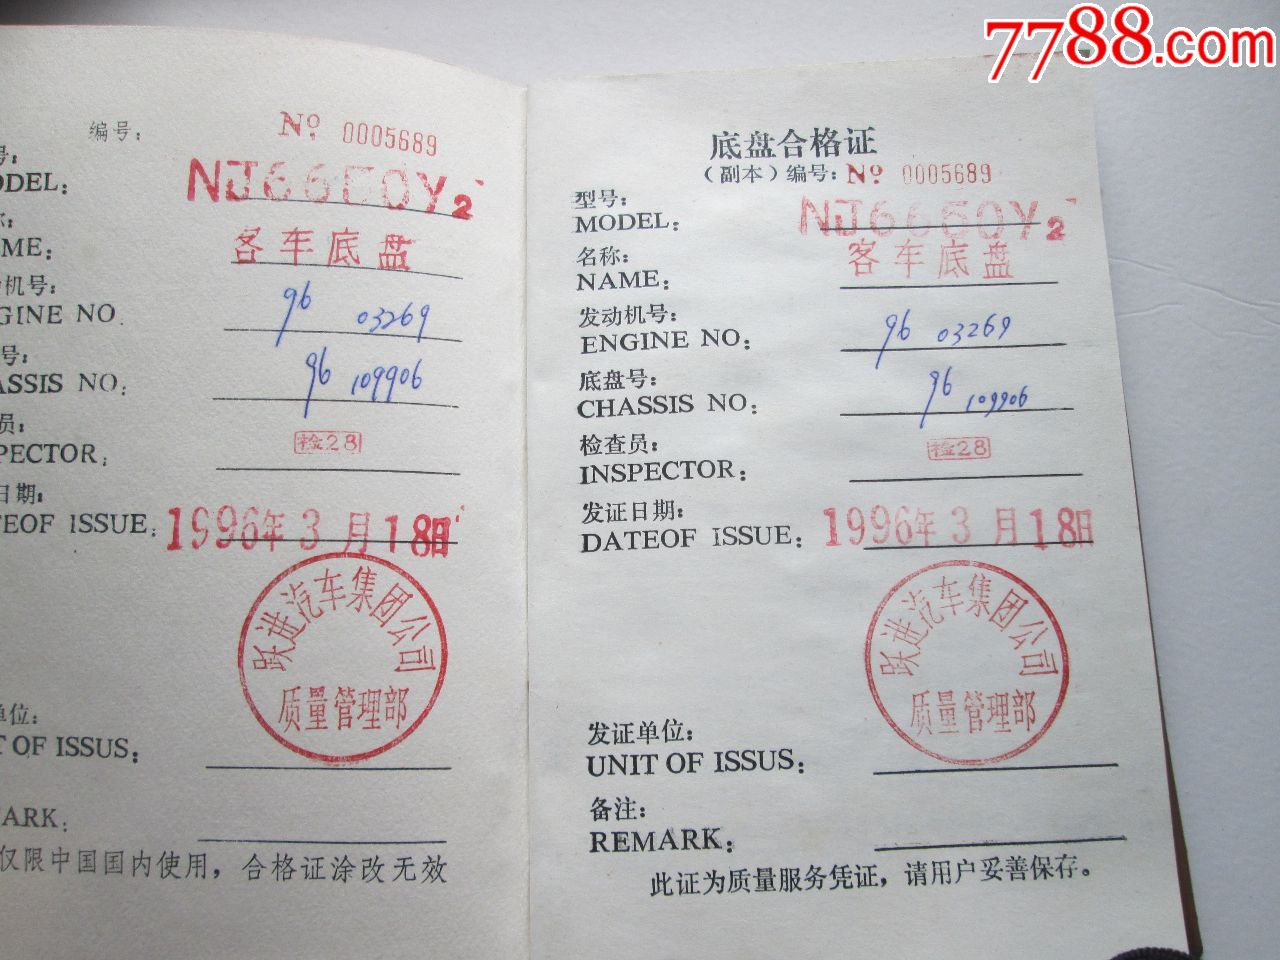 7788.com
编号: No 0005689
号:
ODEL: NJ6660Y2
称:
ME: 客车底盘
机号:
GINE NO. 96 03269
号:
ASSIS NO: 96 109906
员:
PECTOR: 检28
日期:
TEOF ISSUE: 1996年3月18日
跃进汽车集团公司
质量管理部
单位:
T OF ISSUS:
ARK:
仅限中国国内使用，合格证涂改无效
底盘合格证
(副本)编号: No 0005689
型号:
MODEL: NJ6660Y2
名称:
NAME: 客车底盘
发动机号:
ENGINE NO: 96 03269
底盘号:
CHASSIS NO: 96 109906
检查员:
INSPECTOR: 检28
发证日期:
DATEOF ISSUE: 1996年3月18日
跃进汽车集团公司
质量管理部
发证单位:
UNIT OF ISSUS:
备注:
REMARK:
此证为质量服务凭证，请用户妥善保存。